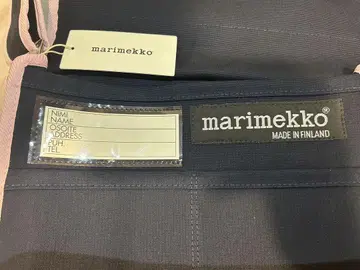 marimekko®
NIMI
NAME
OSOITE
ADDRESS
PUH
TEL
marimekko®
MADE IN FINLAND